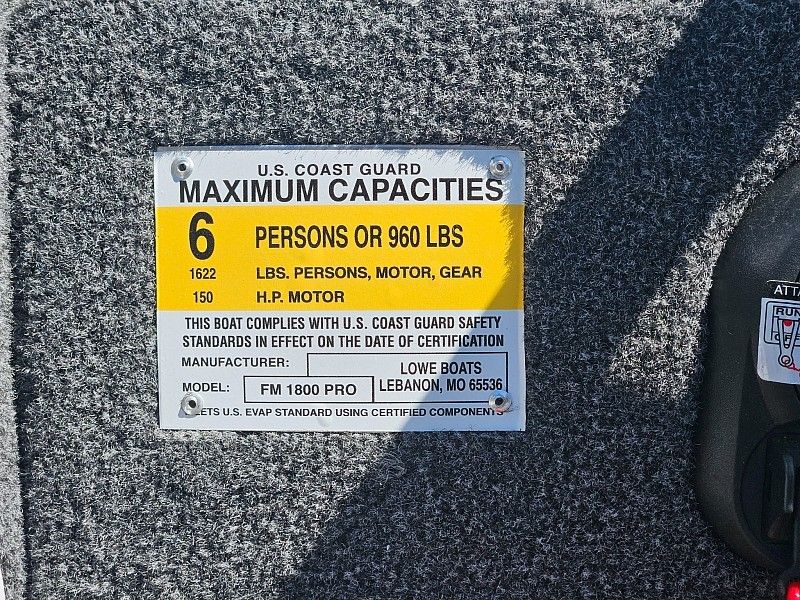 U.S. COAST GUARD
MAXIMUM CAPACITIES
6 PERSONS OR 960 LBS
1622 LBS. PERSONS, MOTOR, GEAR
150 H.P. MOTOR
THIS BOAT COMPLIES WITH U.S. COAST GUARD SAFETY
STANDARDS IN EFFECT ON THE DATE OF CERTIFICATION
MANUFACTURER: LOWE BOATS
MODEL: FM 1800 PRO LEBANON, MO 65536
U.S. EVAP STANDARD USING CERTIFIED COMPONENTS
RUN